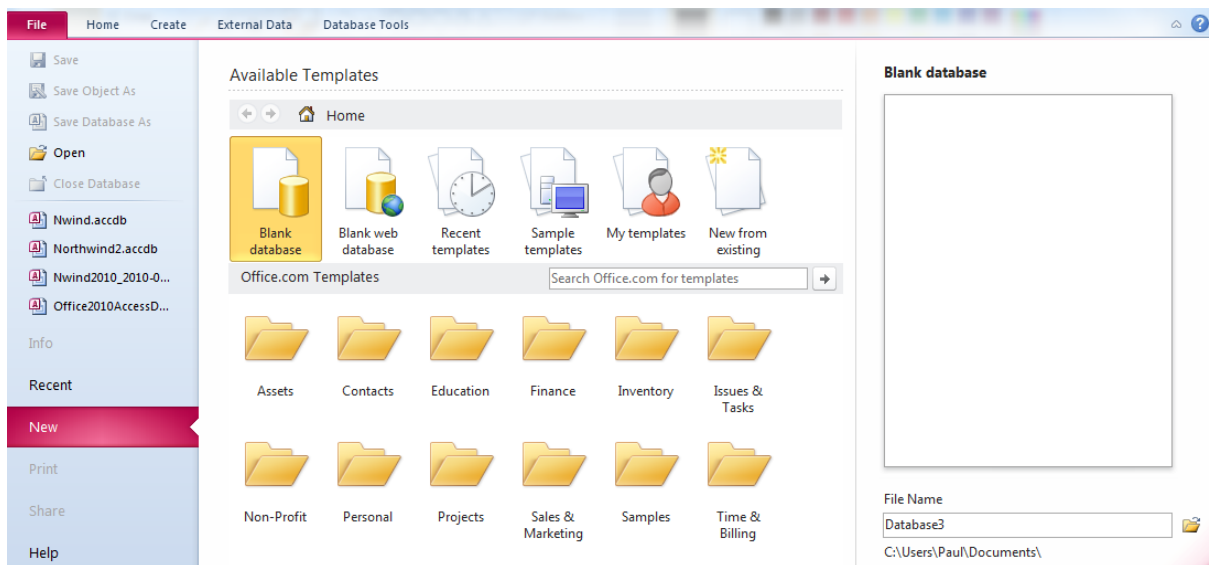 File Home Create External Data Database Tools
Save
Save Object As
Save Database As
Open
Close Database
Nwind.accdb
Northwind2.accdb
Nwind2010_2010-0...
Office2010AccessD...
Info
Recent
New
Print
Share
Help
Available Templates
Home
Blank database
Blank web database
Recent templates
Sample templates
My templates
New from existing
Office.com Templates
Search Office.com for templates
Assets
Contacts
Education
Finance
Inventory
Issues & Tasks
Non-Profit
Personal
Projects
Sales & Marketing
Samples
Time & Billing
Blank database
File Name
Database3
C:\Users\Paul\Documents\